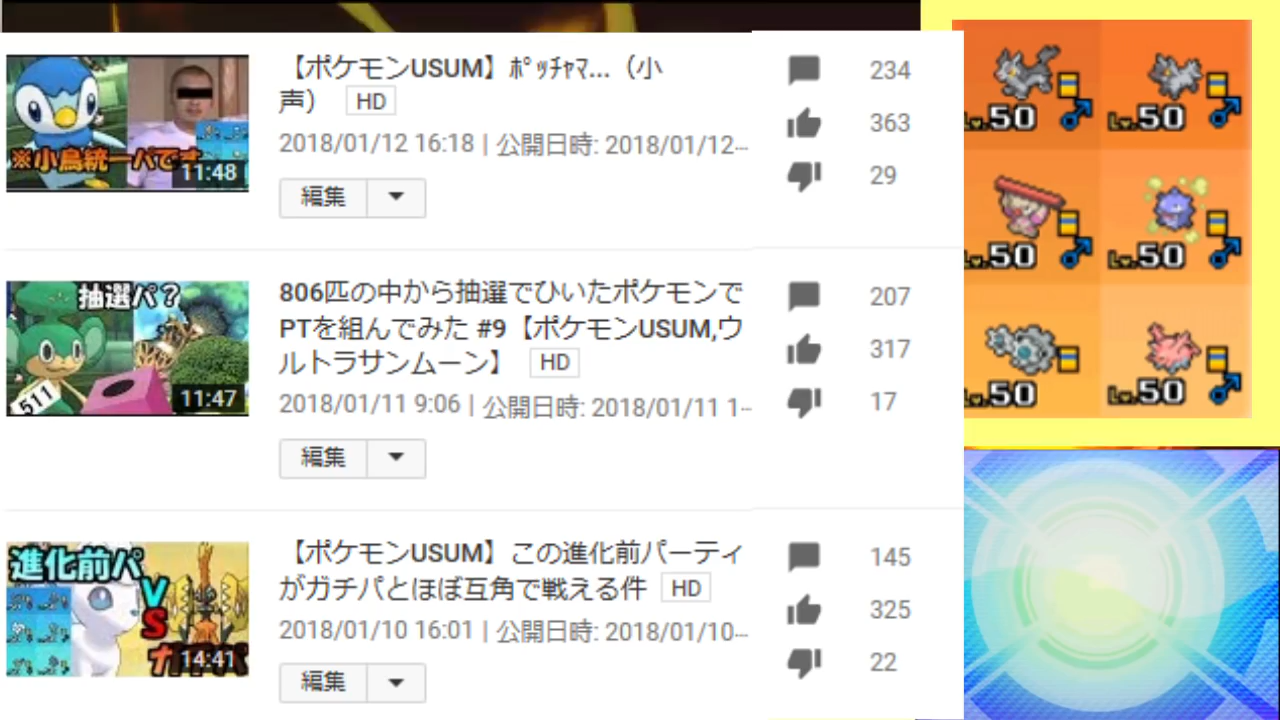 【ポケモンUSUM】ﾎﾟｯﾁｬﾏ...（小
声） HD
2018/01/12 16:18 | 公開日時: 2018/01/12...
編集
234
363
29
※小鳥統一パです
11:48
806匹の中から抽選でひいたポケモンで
PTを組んでみた #9【ポケモンUSUM,ウ
ルトラサンムーン】 HD
2018/01/11 9:06 | 公開日時: 2018/01/11 1...
編集
207
317
17
抽選パ？
511
11:47
【ポケモンUSUM】この進化前パーティ
がガチパとほぼ互角で戦える件 HD
2018/01/10 16:01 | 公開日時: 2018/01/10...
編集
145
325
22
進化前パ
VS
ガチパ
14:41
Lv.50 Lv.50
Lv.50 Lv.50
Lv.50 Lv.50